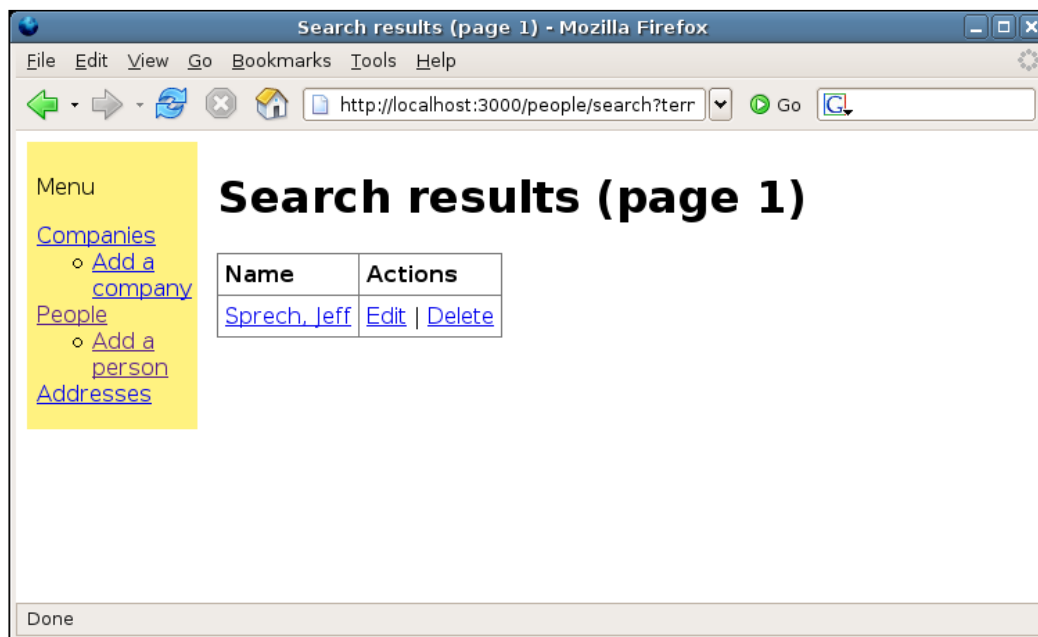 Search results (page 1) - Mozilla Firefox
File Edit View Go Bookmarks Tools Help
http://localhost:3000/people/search?terr Go G
Menu
Companies
Add a
company
People
Add a
person
Addresses
Search results (page 1)
Name Actions
Sprech, Jeff Edit | Delete
Done